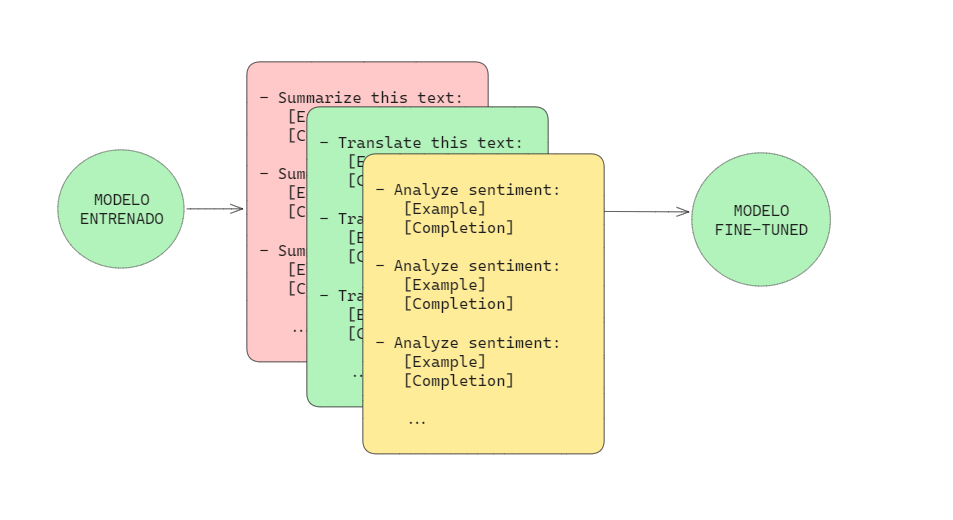 MODELO
ENTRENADO
- Summarize this text:
[E
[C
- Sum
[E
[C
- Sum
[E
[C
..
- Translate this text:
[E
[C
- Tra
[E
[C
- Tra
[E
[C
..
- Analyze sentiment:
[Example]
[Completion]
- Analyze sentiment:
[Example]
[Completion]
- Analyze sentiment:
[Example]
[Completion]
...
MODELO
FINE-TUNED